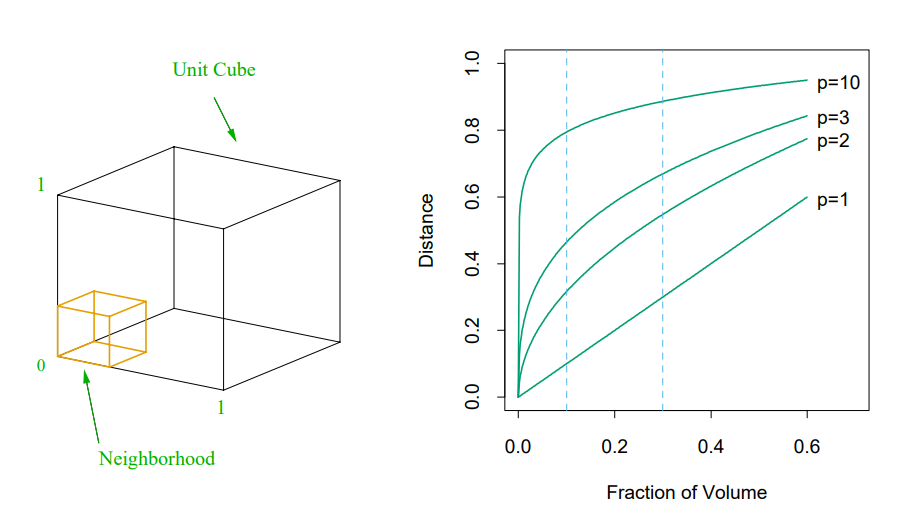 Unit Cube
1
0
1
Neighborhood
1.0
0.8
0.6
0.4
0.2
0.0
Distance
p=10
p=3
p=2
p=1
0.0 0.2 0.4 0.6
Fraction of Volume